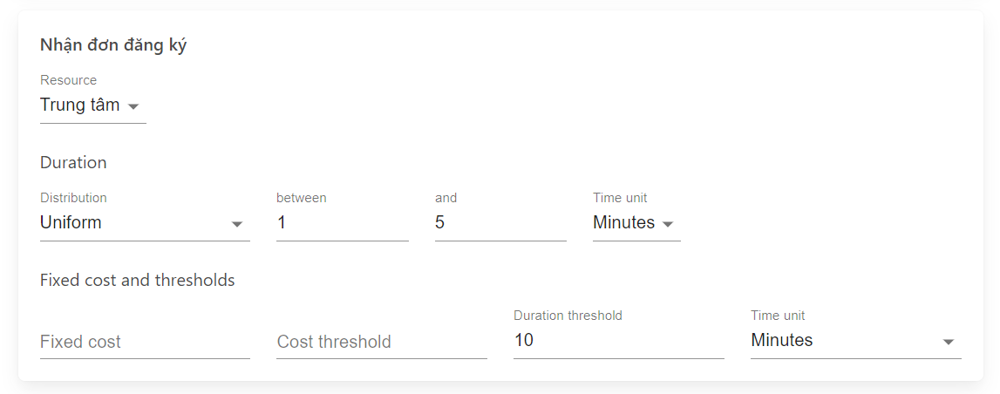 Nhận đơn đăng ký
Resource
Trung tâm
Duration
Distribution between and Time unit
Uniform 1 5 Minutes
Fixed cost and thresholds
Duration threshold Time unit
Fixed cost Cost threshold 10 Minutes